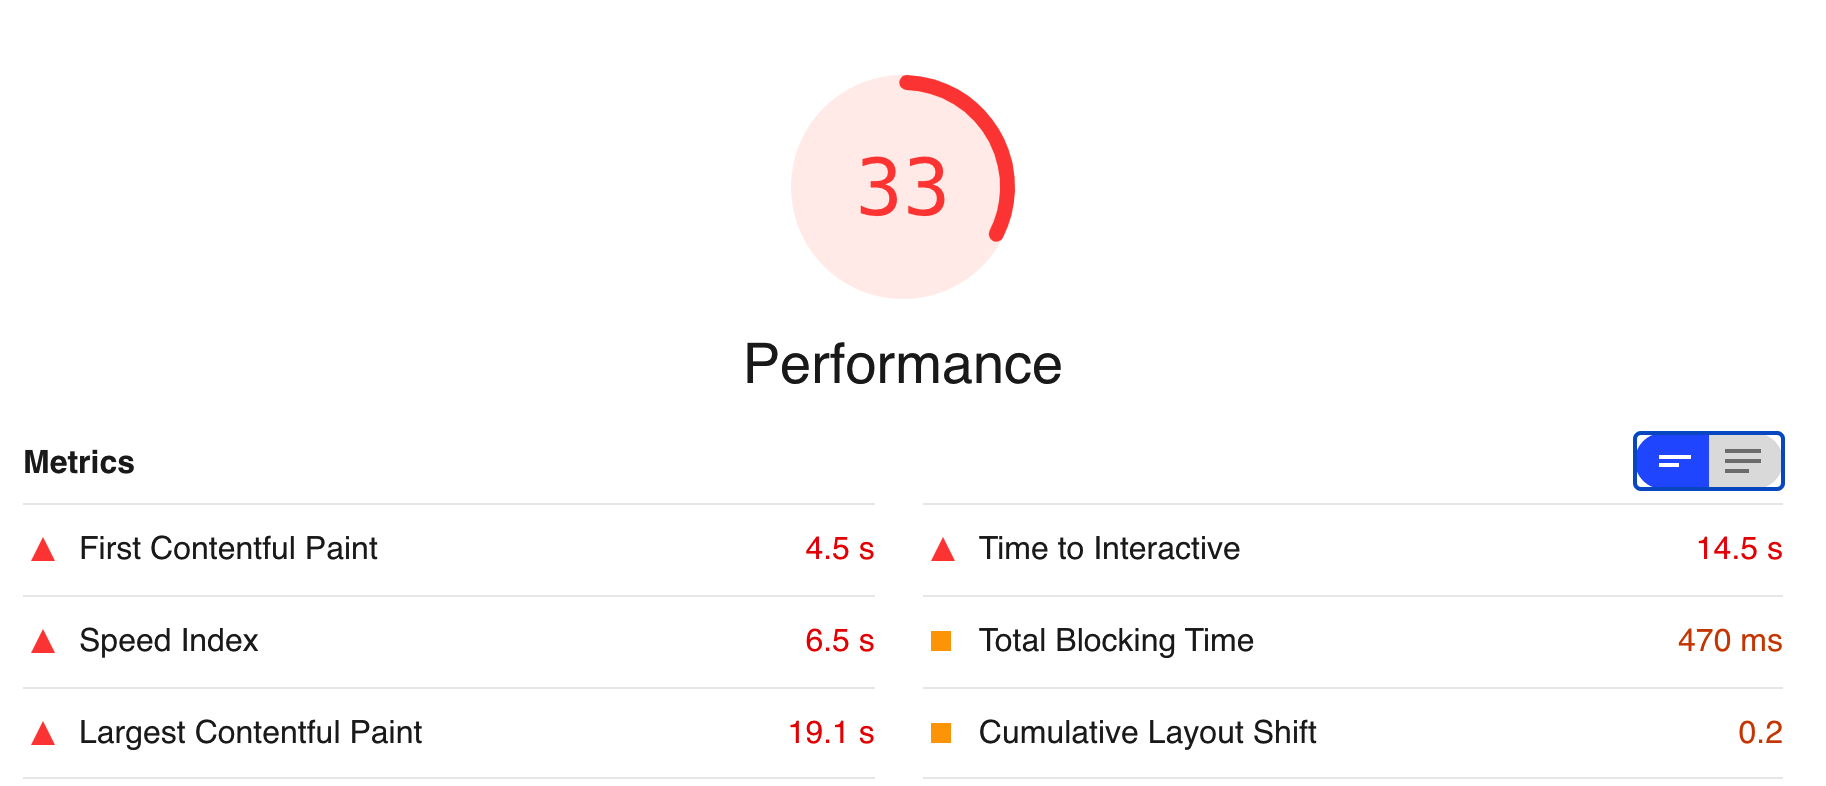 33
Performance
Metrics
First Contentful Paint 4.5 s
Time to Interactive 14.5 s
Speed Index 6.5 s
Total Blocking Time 470 ms
Largest Contentful Paint 19.1 s
Cumulative Layout Shift 0.2